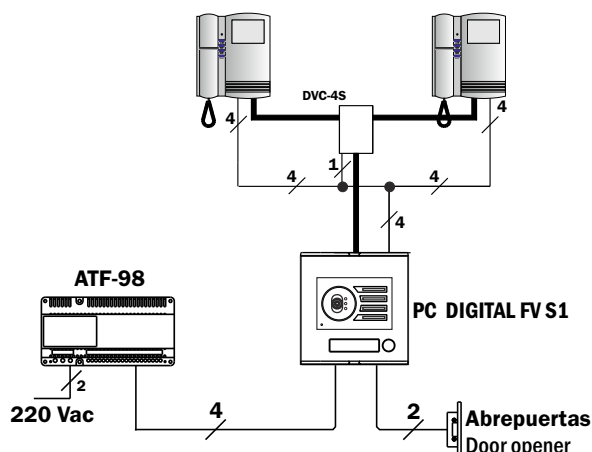 DVC-4S
4
4
4
1
4
4
ATF-98
PC DIGITAL FV S1
2
220 Vac
4
2
Abrepuertas
Door opener